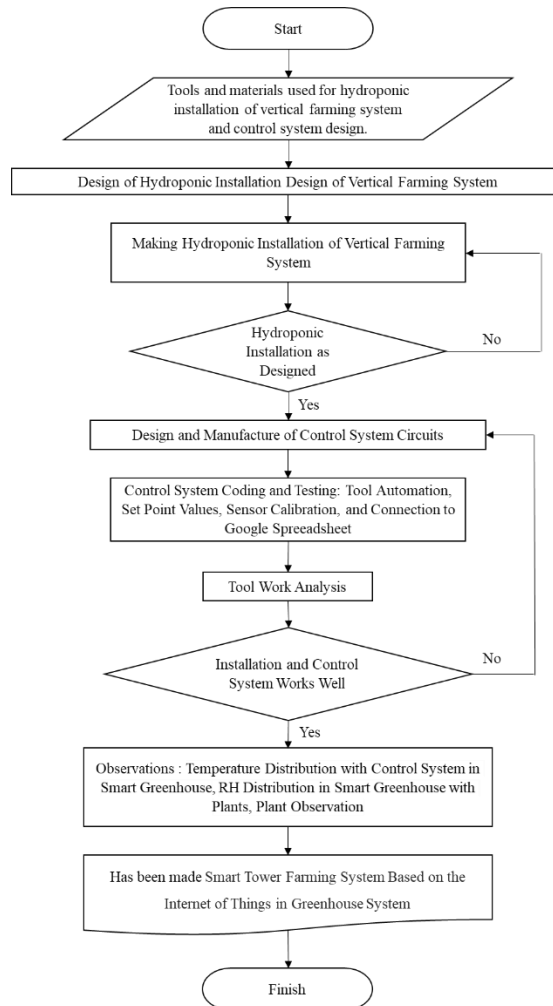 Start
Tools and materials used for hydroponic
installation of vertical farming system
and control system design.
Design of Hydroponic Installation Design of Vertical Farming System
Making Hydroponic Installation of Vertical Farming
System
Hydroponic
Installation as
Designed
No
Yes
Design and Manufacture of Control System Circuits
Control System Coding and Testing: Tool Automation,
Set Point Values, Sensor Calibration, and Connection to
Google Spreeadsheet
Tool Work Analysis
Installation and Control
System Works Well
No
Yes
Observations : Temperature Distribution with Control System in
Smart Greenhouse, RH Distribution in Smart Greenhouse with
Plants, Plant Observation
Has been made Smart Tower Farming System Based on the
Internet of Things in Greenhouse System
Finish